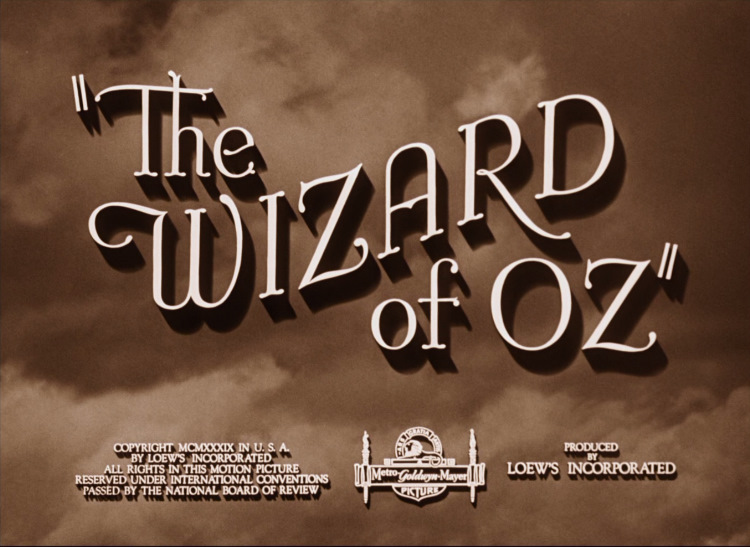 "The
WIZARD
of OZ"
COPYRIGHT MCMXXXIX IN U. S. A.
BY LOEW'S INCORPORATED
ALL RIGHTS IN THIS MOTION PICTURE
RESERVED UNDER INTERNATIONAL CONVENTIONS
PASSED BY THE NATIONAL BOARD OF REVIEW
ARS GRATIA ARTIS
Metro-Goldwyn-Mayer
PICTURE
PRODUCED
BY
LOEW'S INCORPORATED